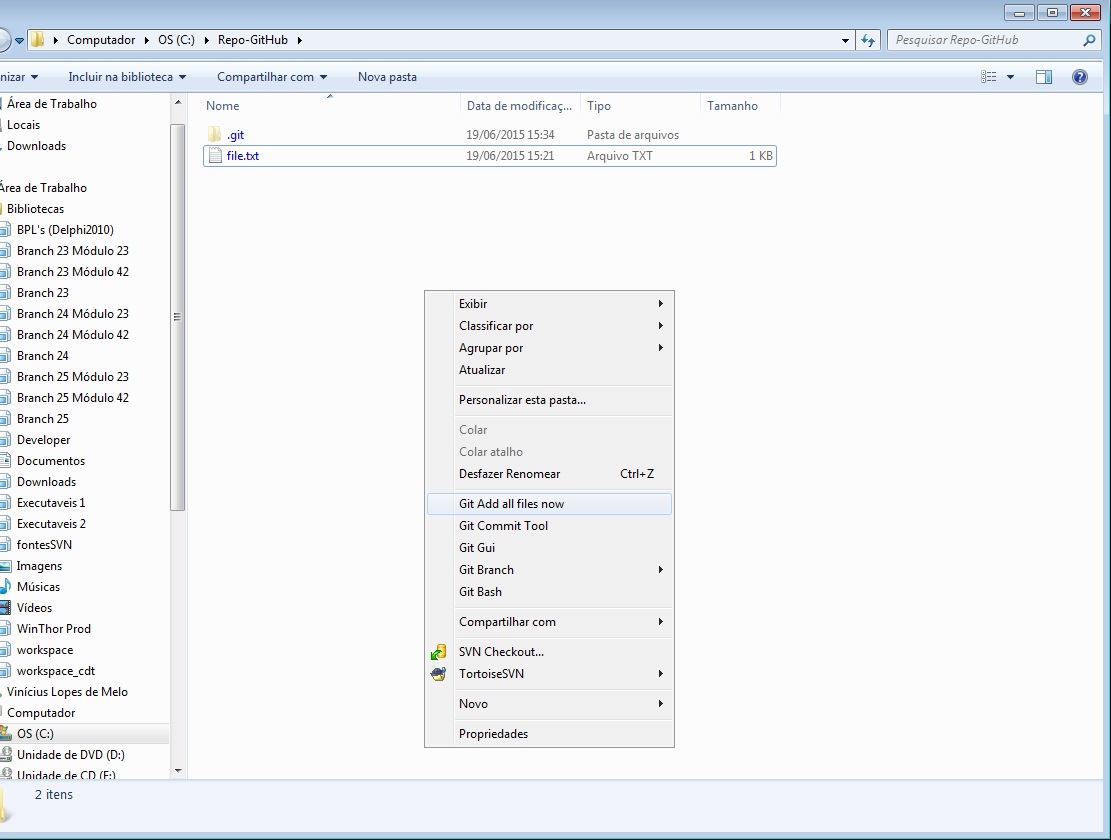 Computador
OS (C:)
Repo-GitHub
Pesquisar Repo-GitHub
nizar
Incluir na biblioteca
Compartilhar com
Nova pasta
Área de Trabalho
Locais
Downloads
Área de Trabalho
Bibliotecas
BPL's (Delphi2010)
Branch 23 Módulo 23
Branch 23 Módulo 42
Branch 23
Branch 24 Módulo 23
Branch 24 Módulo 42
Branch 24
Branch 25 Módulo 23
Branch 25 Módulo 42
Branch 25
Developer
Documentos
Downloads
Executaveis 1
Executaveis 2
fontesSVN
Imagens
Músicas
Vídeos
WinThor Prod
workspace
workspace_cdt
Vinícius Lopes de Melo
Computador
OS (C:)
Unidade de DVD (D:)
Unidade de CD (F:)
Nome Data de modificaç... Tipo Tamanho
.git 19/06/2015 15:34 Pasta de arquivos
file.txt 19/06/2015 15:21 Arquivo TXT 1 KB
Exibir
Classificar por
Agrupar por
Atualizar
Personalizar esta pasta...
Colar
Colar atalho
Desfazer Renomear Ctrl+Z
Git Add all files now
Git Commit Tool
Git Gui
Git Branch
Git Bash
Compartilhar com
SVN Checkout...
TortoiseSVN
Novo
Propriedades
2 itens